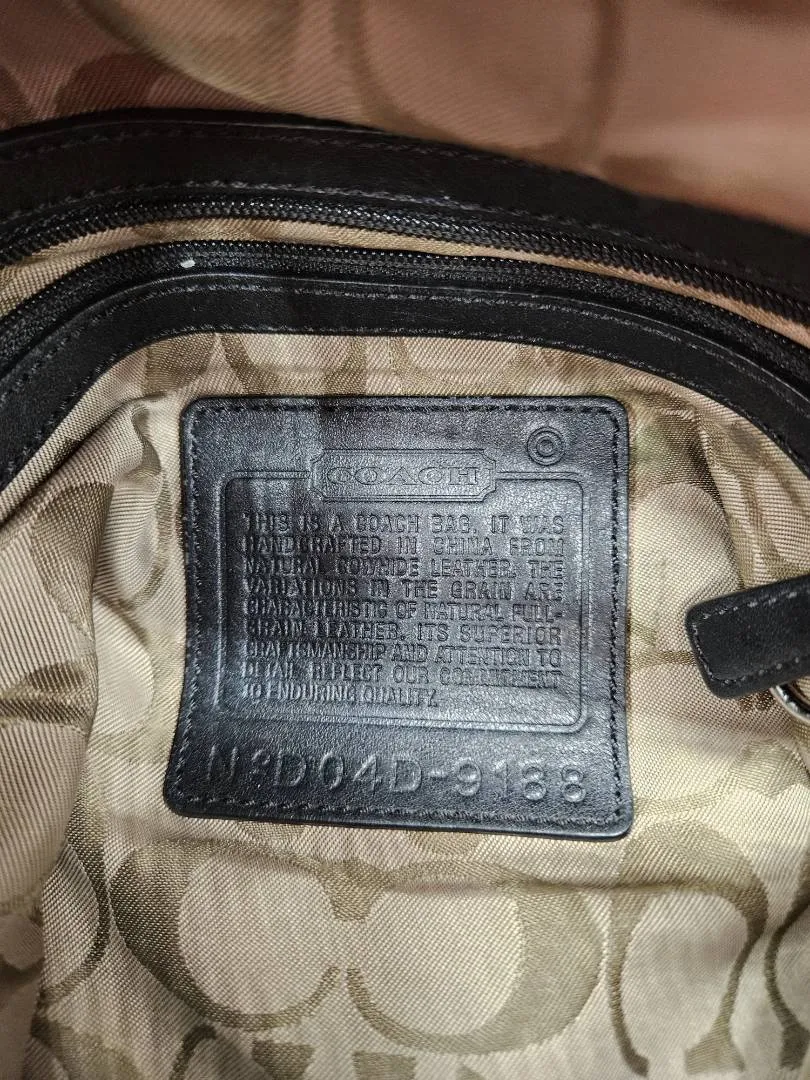 COACH
THIS IS A COACH BAG. IT WAS
HANDCRAFTED IN CHINA FROM
NATURAL COWHIDE LEATHER. THE
VARIATIONS IN THE GRAIN ARE
CHARACTERISTIC OF NATURAL FULL-
GRAIN LEATHER. ITS SUPERIOR
CRAFTSMANSHIP AND ATTENTION TO
DETAIL REFLECT OUR COMMITMENT
TO ENDURING QUALITY.
Nº D04D-9188